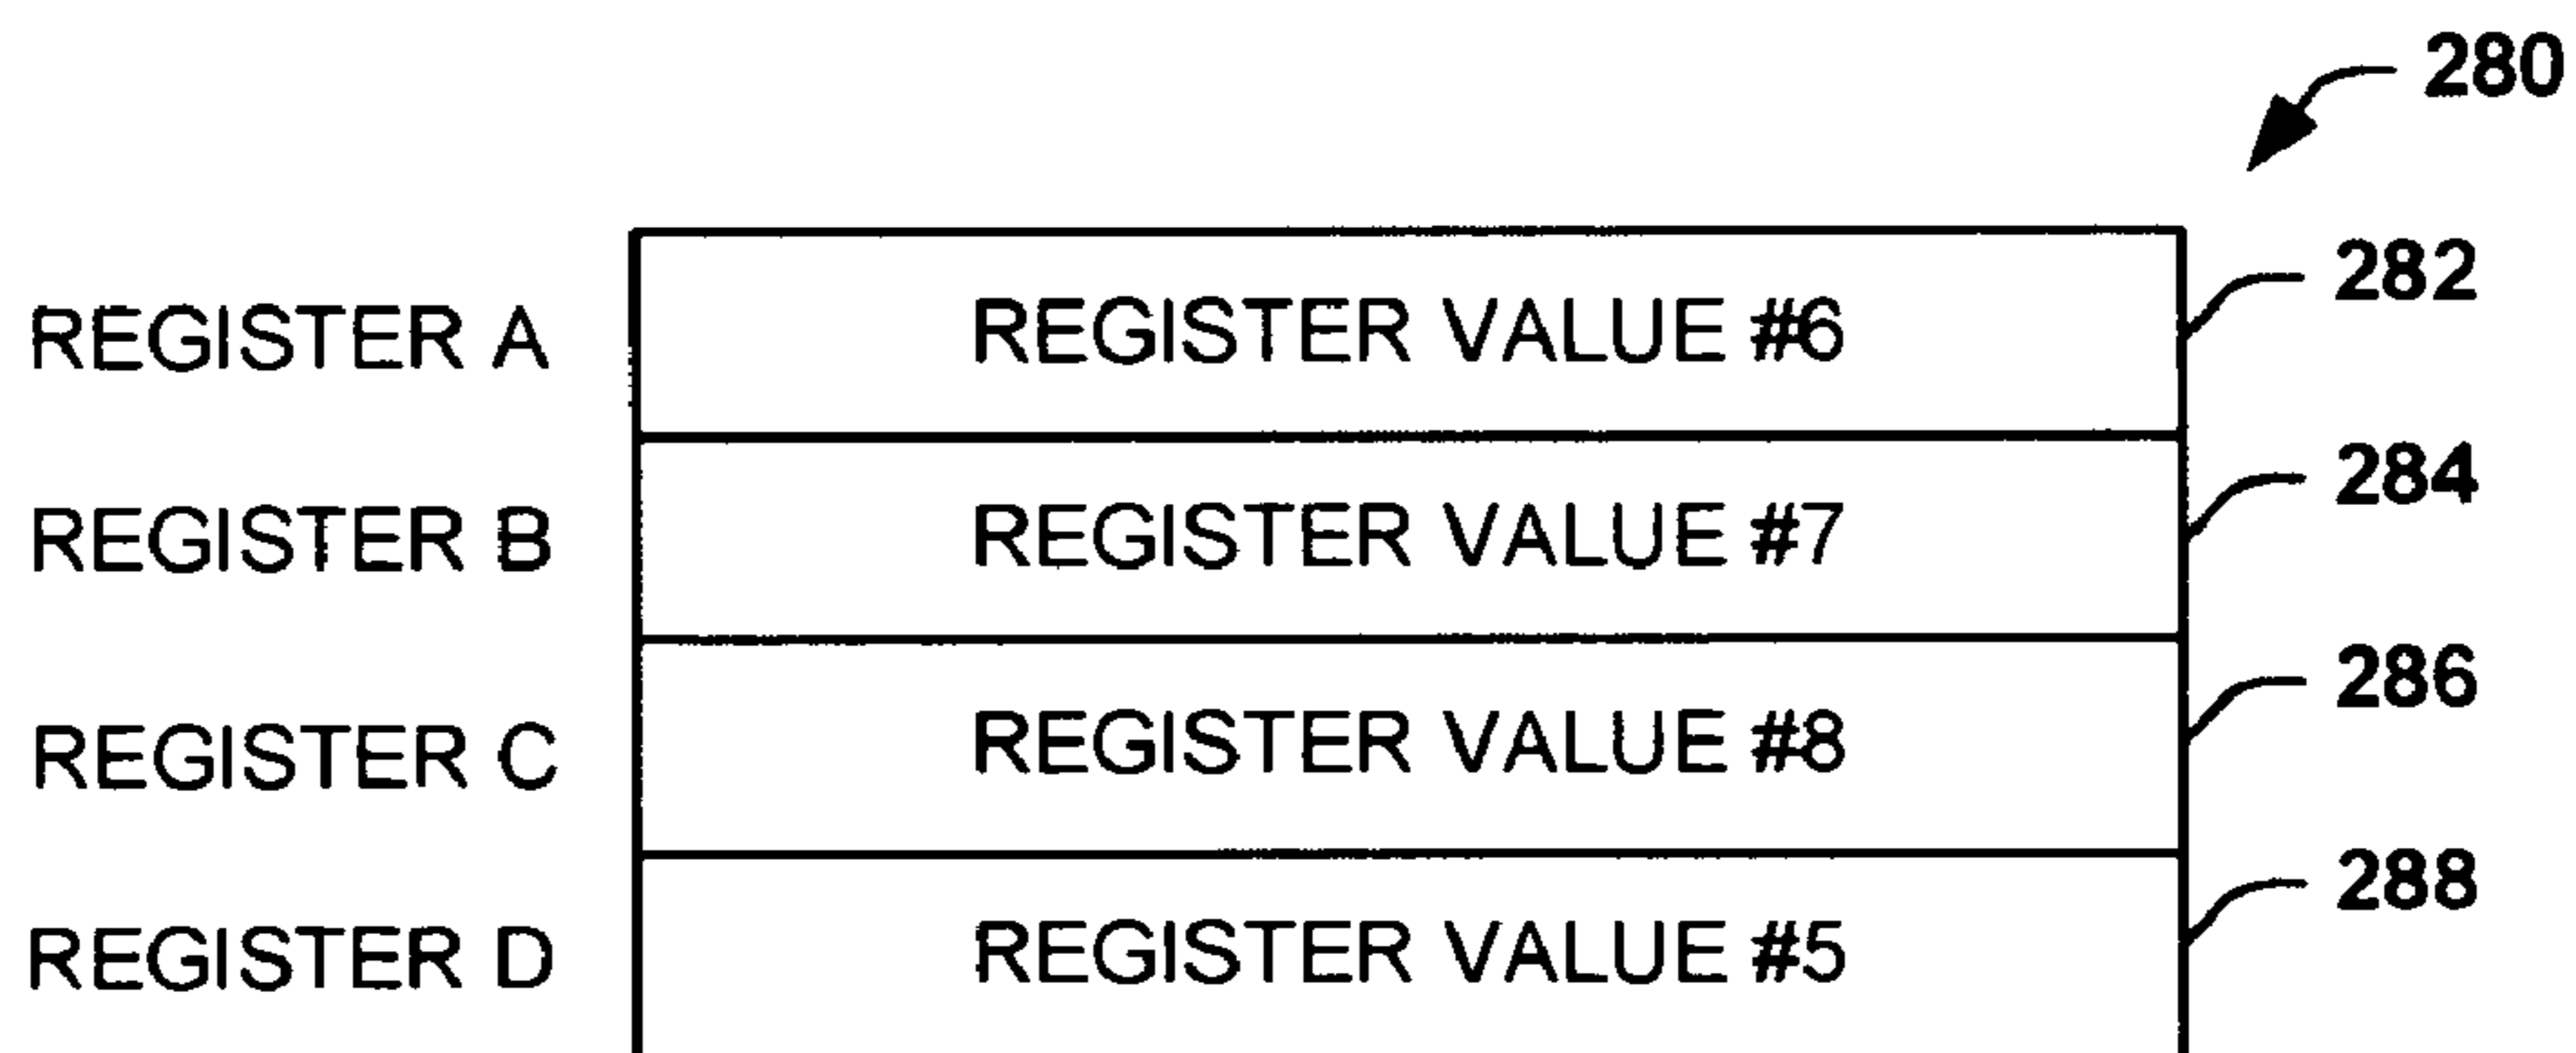 280
REGISTER A REGISTER VALUE #6 282
REGISTER B REGISTER VALUE #7 284
REGISTER C REGISTER VALUE #8 286
REGISTER D REGISTER VALUE #5 288